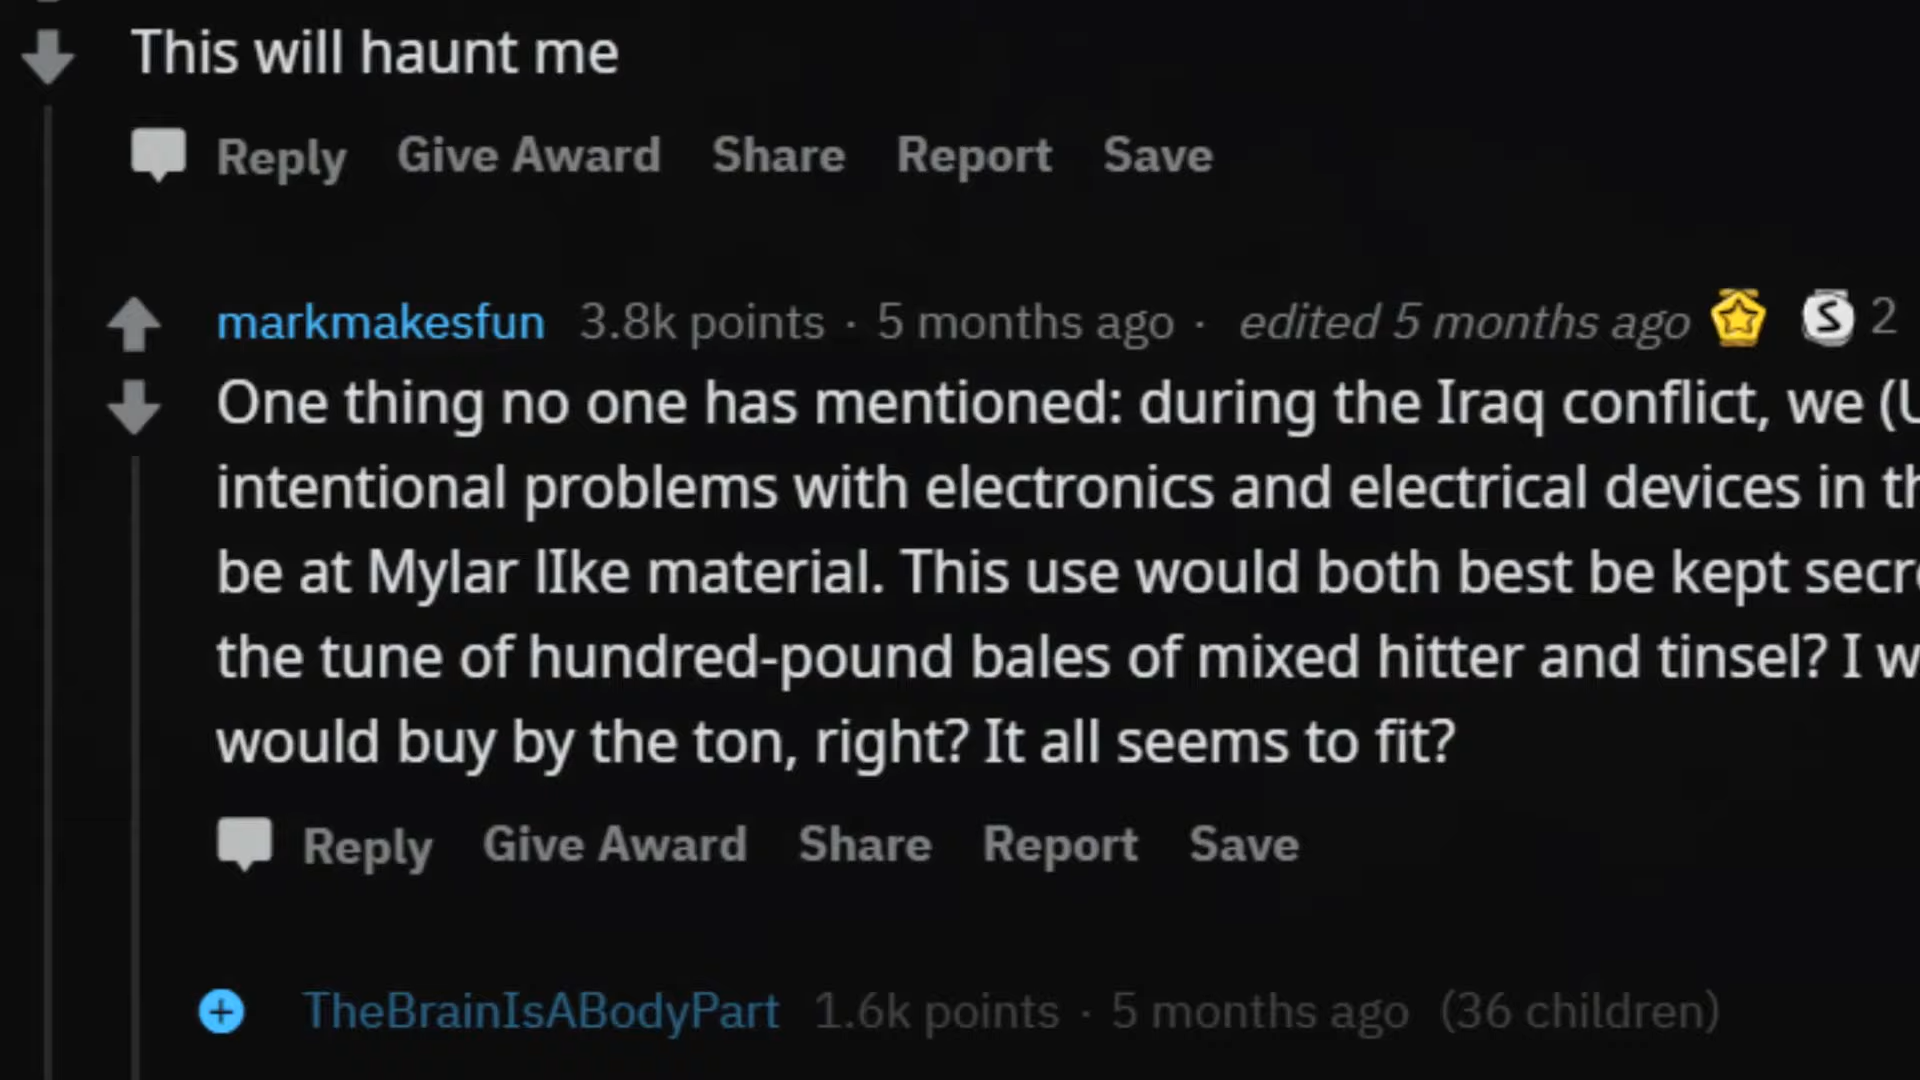 This will haunt me
Reply Give Award Share Report Save
markmakesfun 3.8k points · 5 months ago · edited 5 months ago S 2
One thing no one has mentioned: during the Iraq conflict, we (U
intentional problems with electronics and electrical devices in th
be at Mylar lIke material. This use would both best be kept secre
the tune of hundred-pound bales of mixed hitter and tinsel? I w
would buy by the ton, right? It all seems to fit?
Reply Give Award Share Report Save
TheBrainIsABodyPart 1.6k points · 5 months ago (36 children)